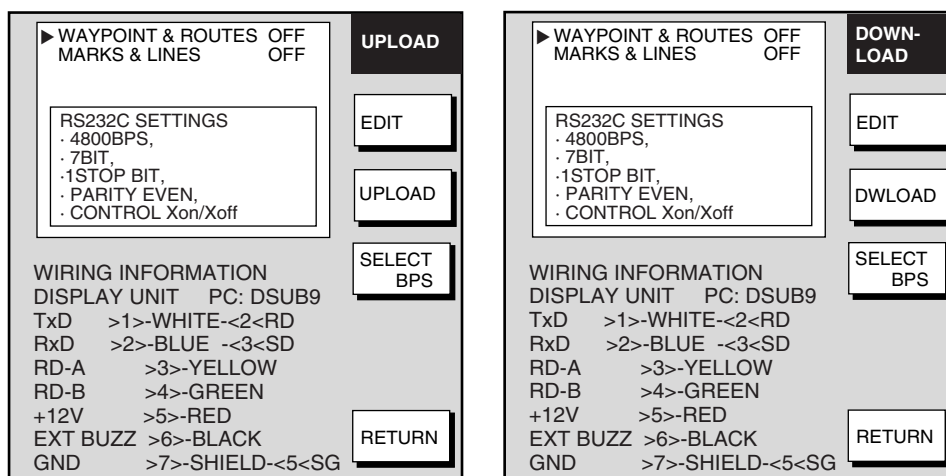 WAYPOINT & ROUTES OFF
MARKS & LINES OFF
RS232C SETTINGS
· 4800BPS,
· 7BIT,
·1STOP BIT,
· PARITY EVEN,
· CONTROL Xon/Xoff
WIRING INFORMATION
DISPLAY UNIT PC: DSUB9
TxD >1>-WHITE-<2<RD
RxD >2>-BLUE -<3<SD
RD-A >3>-YELLOW
RD-B >4>-GREEN
+12V >5>-RED
EXT BUZZ >6>-BLACK
GND >7>-SHIELD-<5<SG
UPLOAD
EDIT
UPLOAD
SELECT
BPS
RETURN
WAYPOINT & ROUTES OFF
MARKS & LINES OFF
RS232C SETTINGS
· 4800BPS,
· 7BIT,
·1STOP BIT,
· PARITY EVEN,
· CONTROL Xon/Xoff
WIRING INFORMATION
DISPLAY UNIT PC: DSUB9
TxD >1>-WHITE-<2<RD
RxD >2>-BLUE -<3<SD
RD-A >3>-YELLOW
RD-B >4>-GREEN
+12V >5>-RED
EXT BUZZ >6>-BLACK
GND >7>-SHIELD-<5<SG
DOWN-
LOAD
EDIT
DWLOAD
SELECT
BPS
RETURN